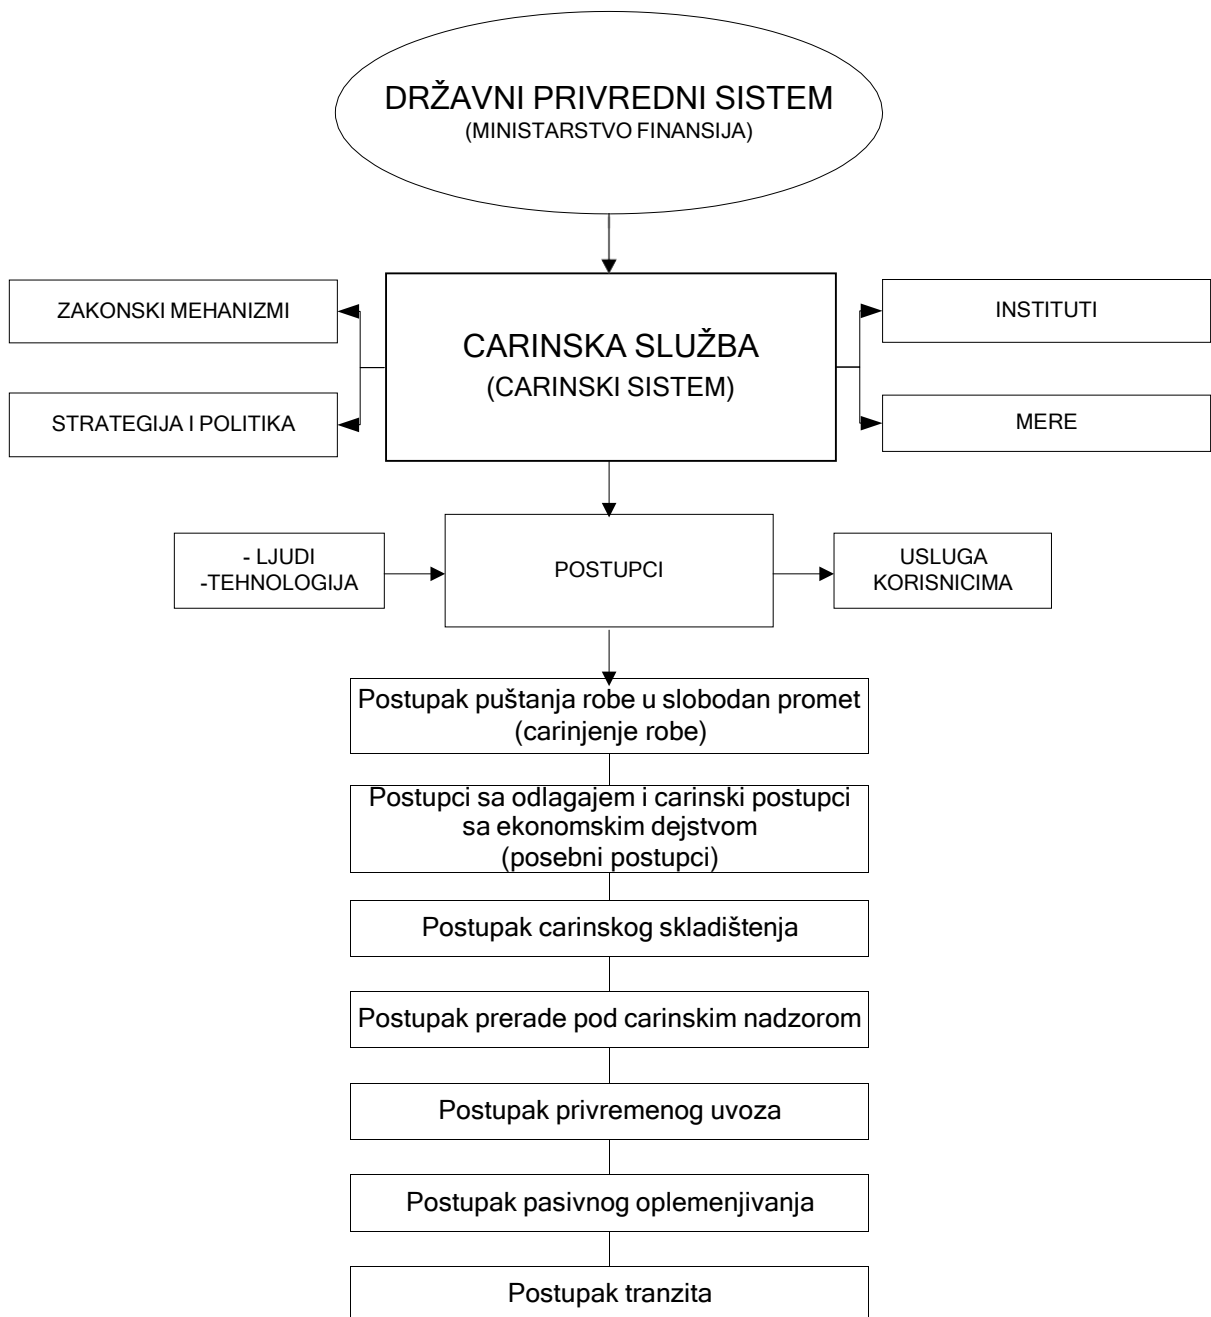 DRŽAVNI PRIVREDNI SISTEM
(MINISTARSTVO FINANSIJA)
ZAKONSKI MEHANIZMI
STRATEGIJA I POLITIKA
CARINSKA SLUŽBA
(CARINSKI SISTEM)
INSTITUTI
MERE
- LJUDI
-TEHNOLOGIJA
POSTUPCI
USLUGA
KORISNICIMA
Postupak puštanja robe u slobodan promet
(carinjenje robe)
Postupci sa odlagajem i carinski postupci
sa ekonomskim dejstvom
(posebni postupci)
Postupak carinskog skladištenja
Postupak prerade pod carinskim nadzorom
Postupak privremenog uvoza
Postupak pasivnog oplemenjivanja
Postupak tranzita